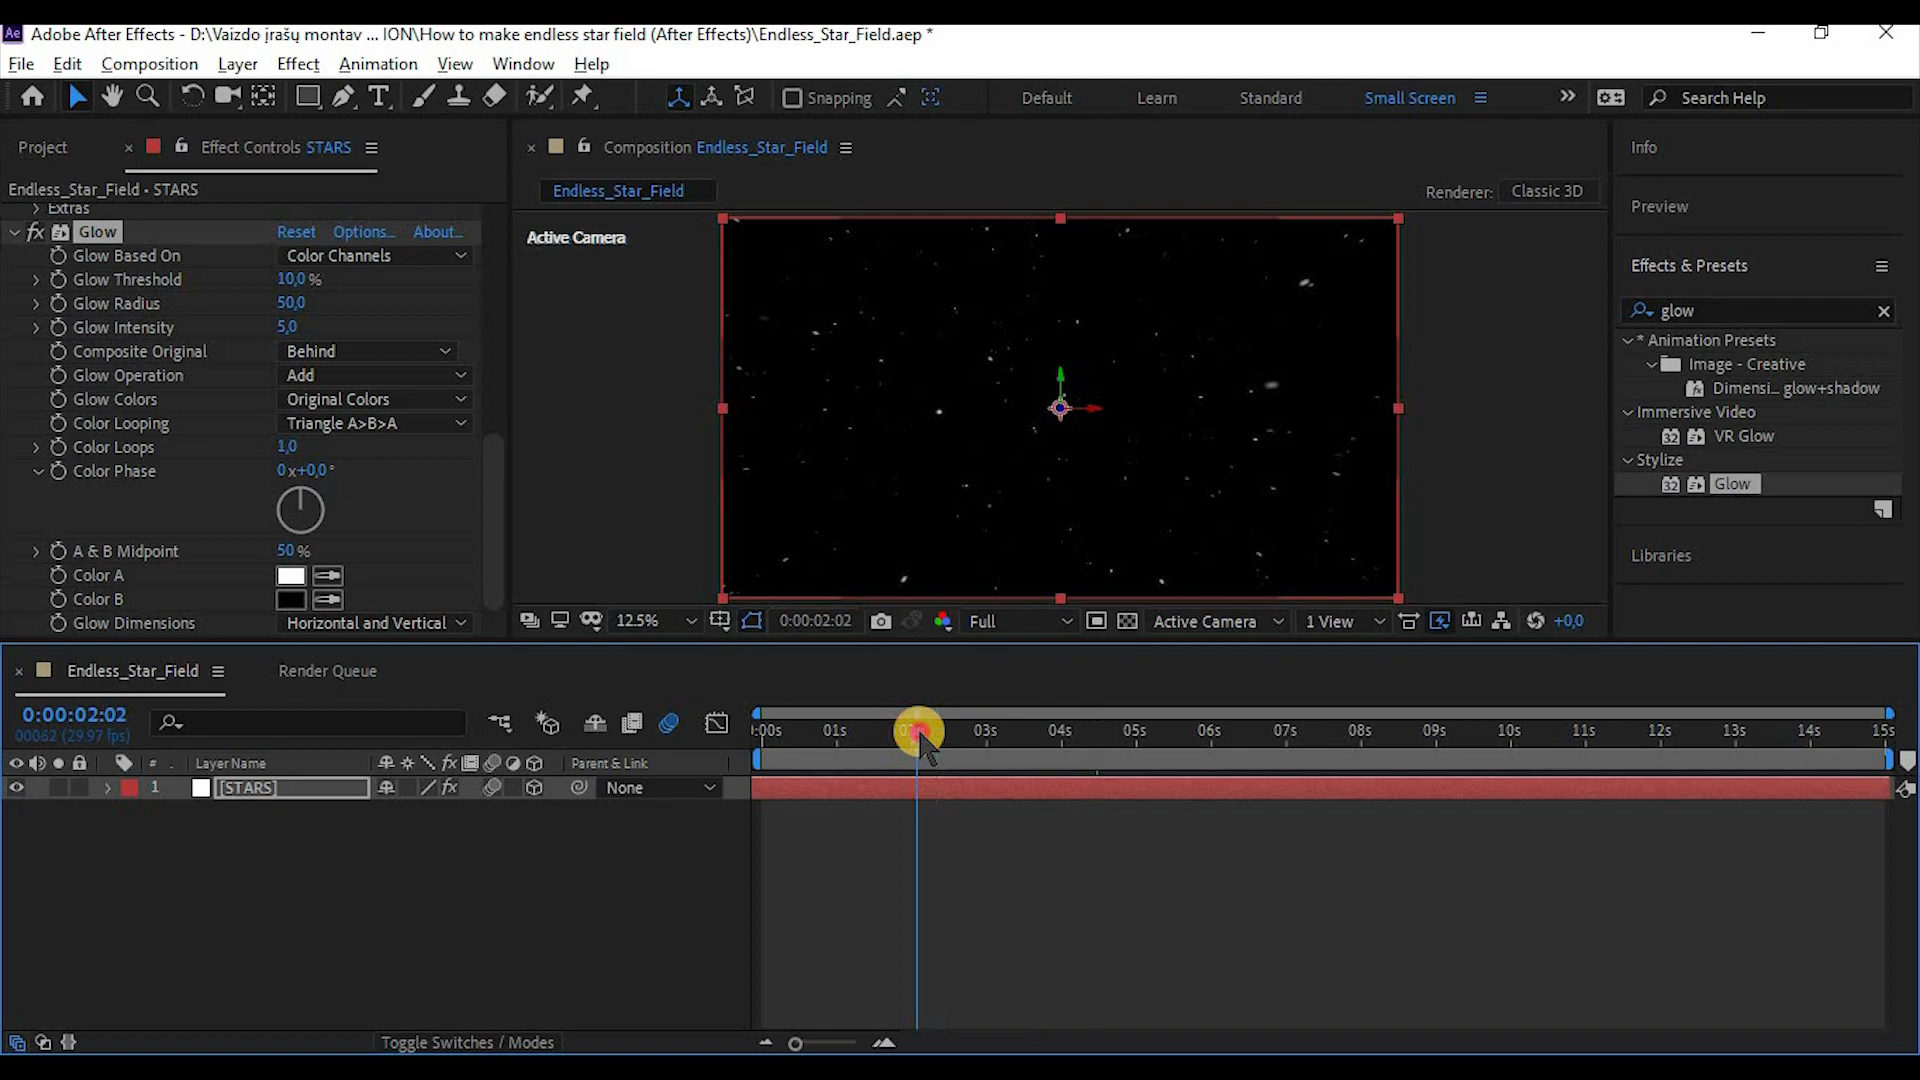 Ae Adobe After Effects - D:\Vaizdo įrašų montav ... ION\How to make endless star field (After Effects)\Endless_Star_Field.aep *
File Edit Composition Layer Effect Animation View Window Help
Snapping Default Learn Standard Small Screen Search Help
Project Effect Controls STARS
Composition Endless_Star_Field
Info
Endless_Star_Field • STARS
Endless_Star_Field
Renderer: Classic 3D
Preview
Extras
fx Glow Reset Options... About...
Glow Based On Color Channels
Glow Threshold 10,0 %
Glow Radius 50,0
Glow Intensity 5,0
Composite Original Behind
Glow Operation Add
Glow Colors Original Colors
Color Looping Triangle A>B>A
Color Loops 1,0
Color Phase 0x+0,0°
A & B Midpoint 50 %
Color A
Color B
Glow Dimensions Horizontal and Vertical
Active Camera
12.5% 0:00:02:02 Full Active Camera 1 View +0,0
Effects & Presets
glow
* Animation Presets
Image - Creative
Dimensi... glow+shadow
Immersive Video
32 VR Glow
Stylize
32 Glow
Libraries
Endless_Star_Field Render Queue
0:00:02:02
00062 (29.97 fps)
:00s 01s 03s 04s 05s 06s 07s 08s 09s 10s 11s 12s 13s 14s 15s
# . Layer Name fx Parent & Link
1 [STARS] fx None
Toggle Switches / Modes